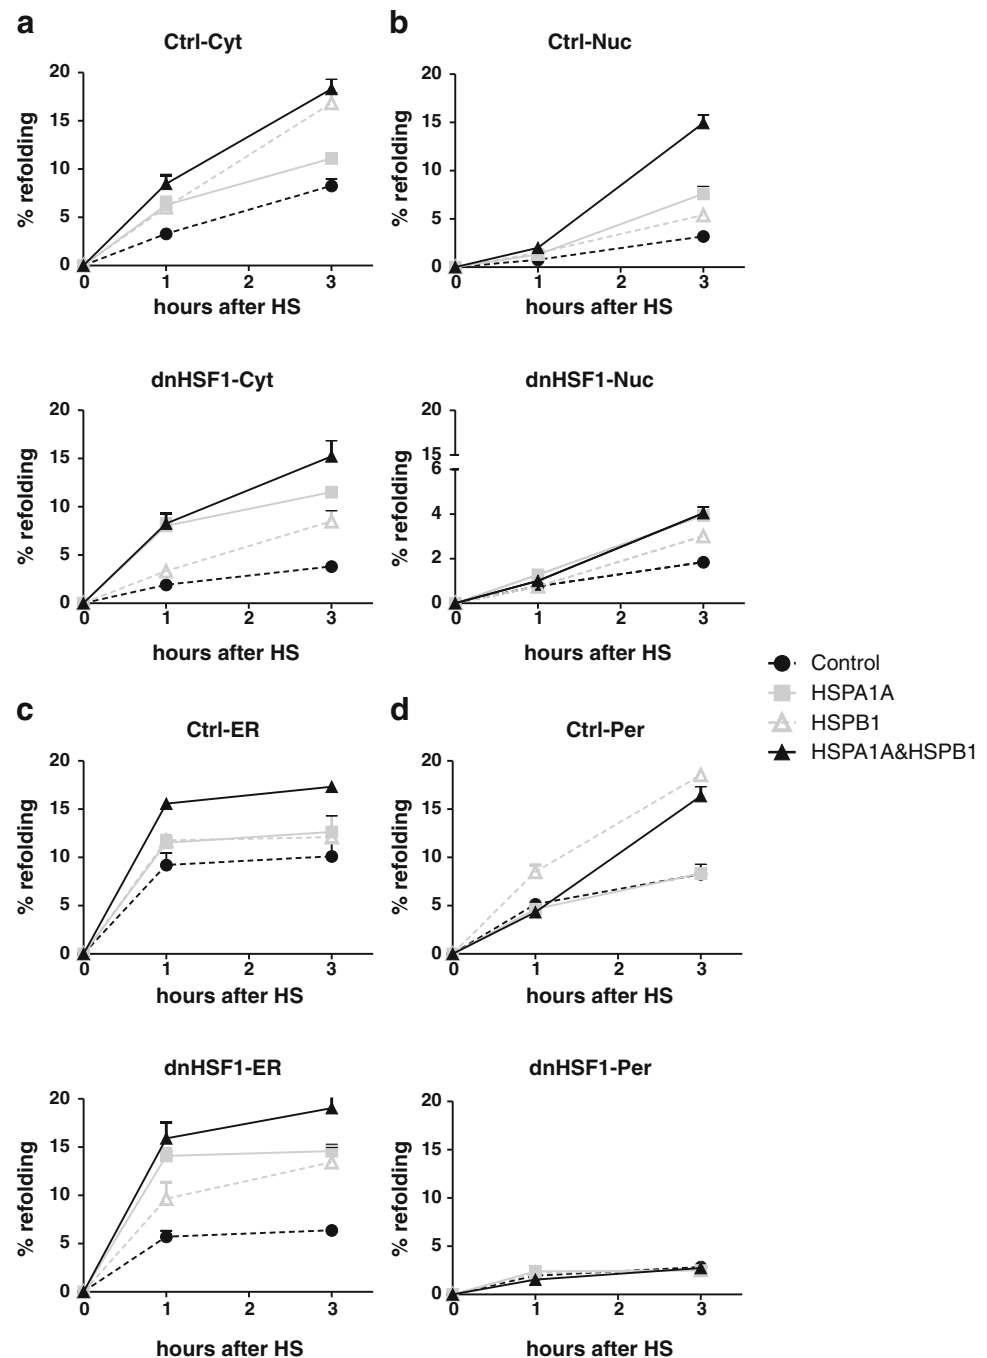 a
Ctrl-Cyt
20
15
10
5
0
% refolding
0 1 2 3
hours after HS
b
Ctrl-Nuc
20
15
10
5
0
% refolding
0 1 2 3
hours after HS
dnHSF1-Cyt
20
15
10
5
0
% refolding
0 1 2 3
hours after HS
dnHSF1-Nuc
20
15
6
4
2
0
% refolding
0 1 2 3
hours after HS
Control
HSPA1A
HSPB1
HSPA1A&HSPB1
c
Ctrl-ER
20
15
10
5
0
% refolding
0 1 2 3
hours after HS
d
Ctrl-Per
20
15
10
5
0
% refolding
0 1 2 3
hours after HS
dnHSF1-ER
20
15
10
5
0
% refolding
0 1 2 3
hours after HS
dnHSF1-Per
20
15
10
5
0
% refolding
0 1 2 3
hours after HS